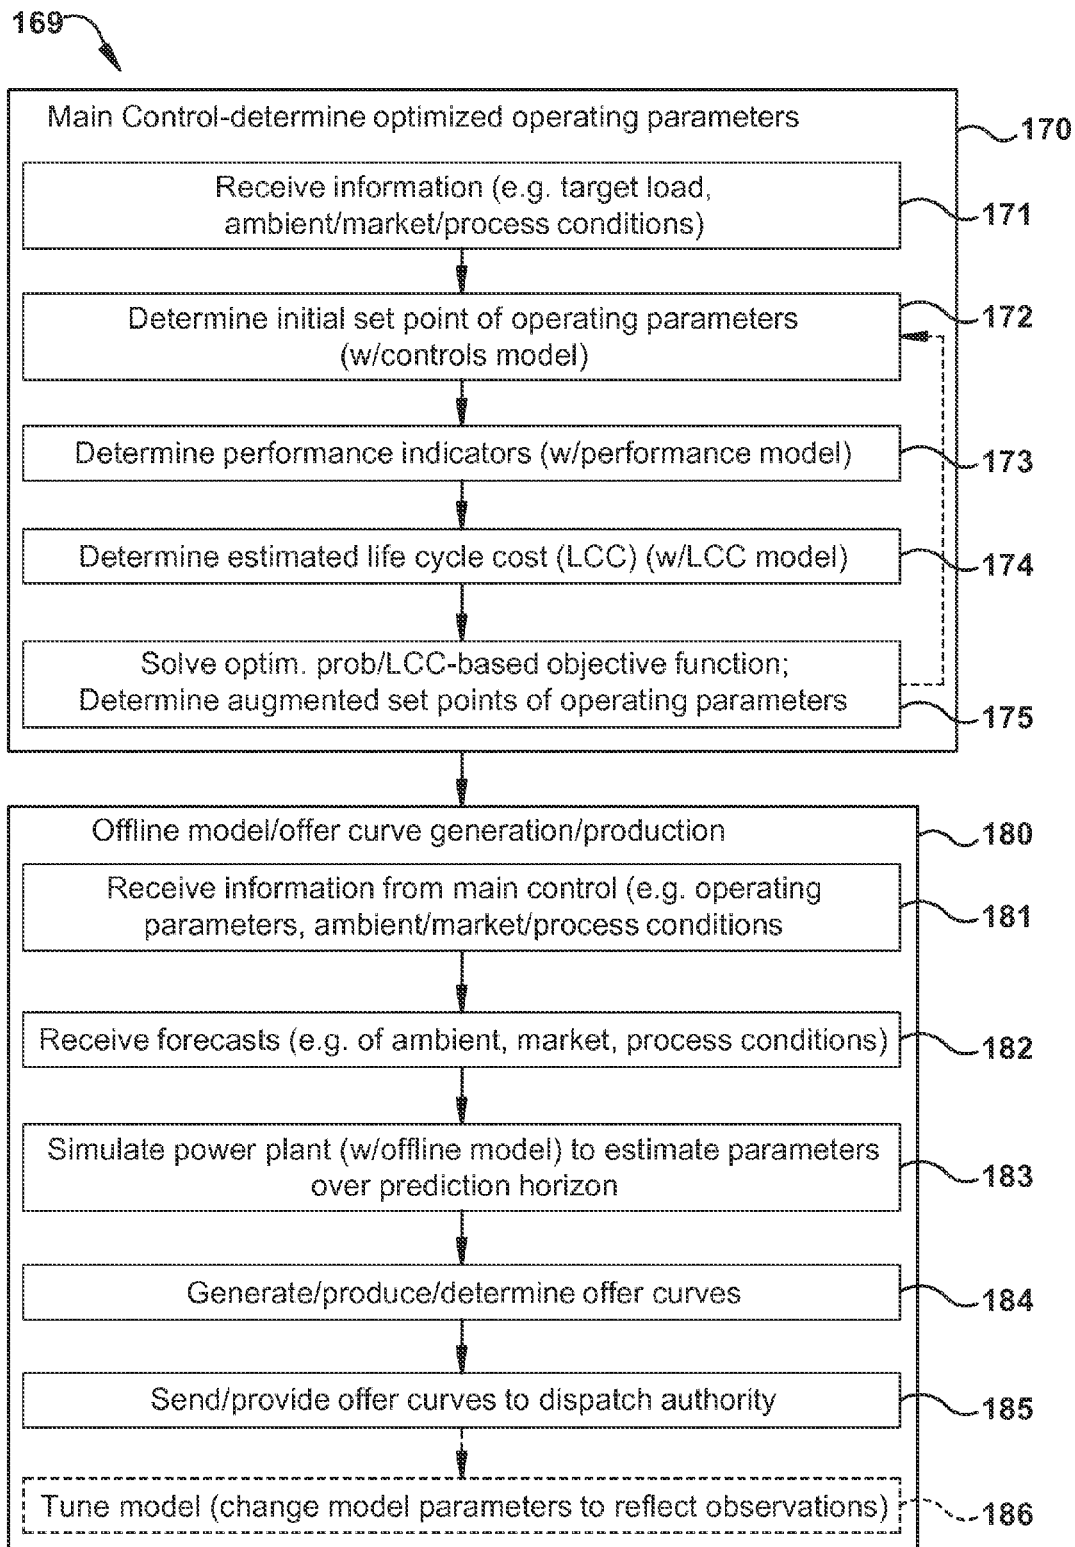 169
Main Control-determine optimized operating parameters
170
Receive information (e.g. target load,
ambient/market/process conditions)
171
Determine initial set point of operating parameters
(w/controls model)
172
Determine performance indicators (w/performance model)
173
Determine estimated life cycle cost (LCC) (w/LCC model)
174
Solve optim. prob/LCC-based objective function;
Determine augmented set points of operating parameters
175
Offline model/offer curve generation/production
180
Receive information from main control (e.g. operating
parameters, ambient/market/process conditions
181
Receive forecasts (e.g. of ambient, market, process conditions)
182
Simulate power plant (w/offline model) to estimate parameters
over prediction horizon
183
Generate/produce/determine offer curves
184
Send/provide offer curves to dispatch authority
185
Tune model (change model parameters to reflect observations)
186